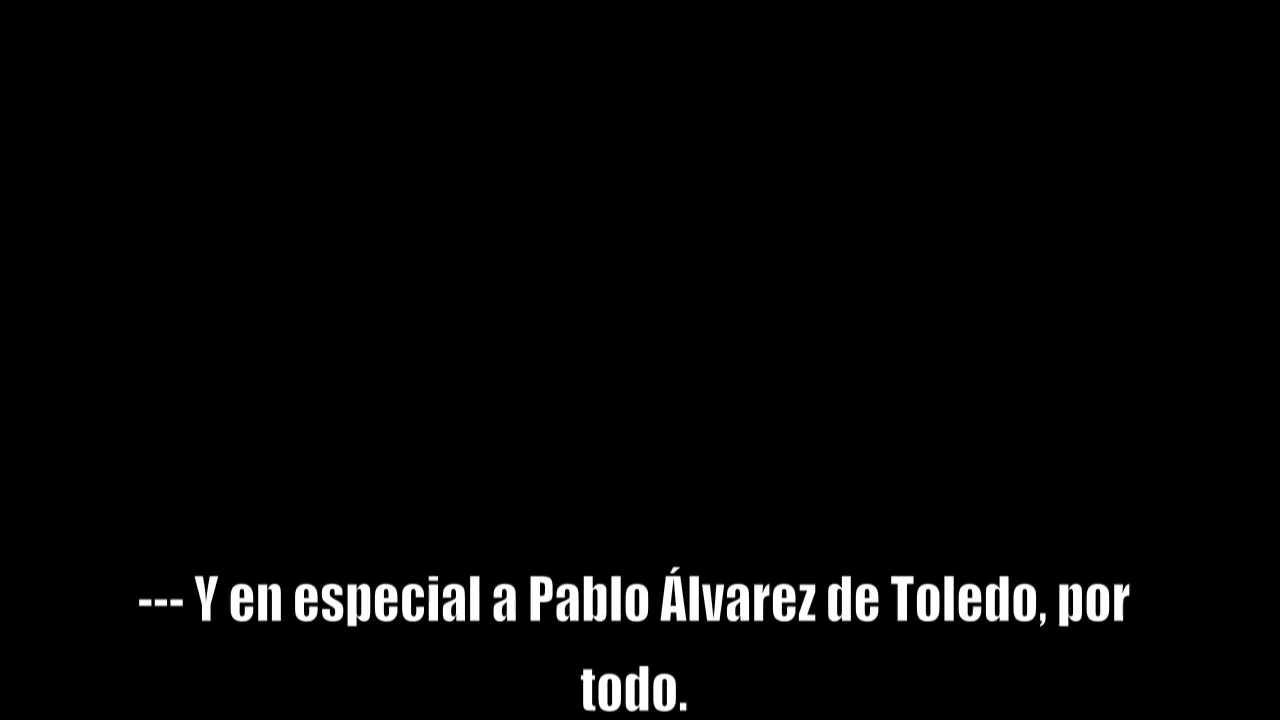 --- Y en especial a Pablo Álvarez de Toledo, por
todo.